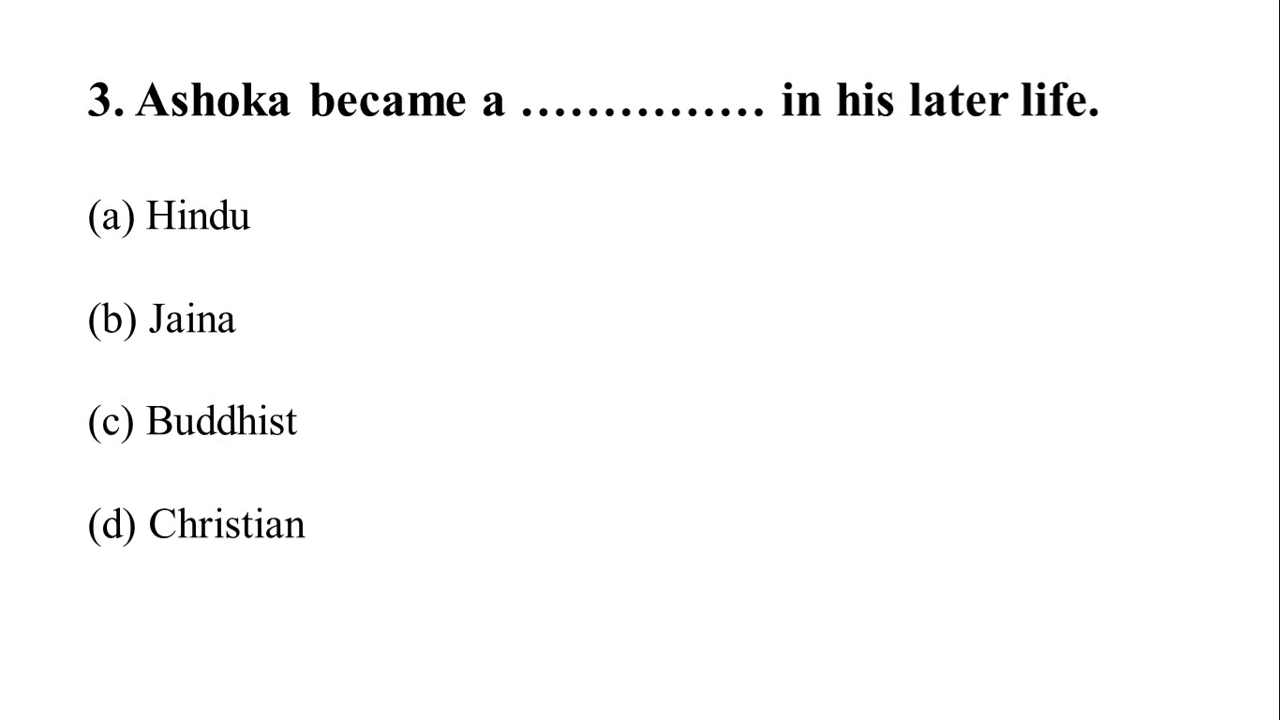 3. Ashoka became a …………… in his later life.
(a) Hindu
(b) Jaina
(c) Buddhist
(d) Christian